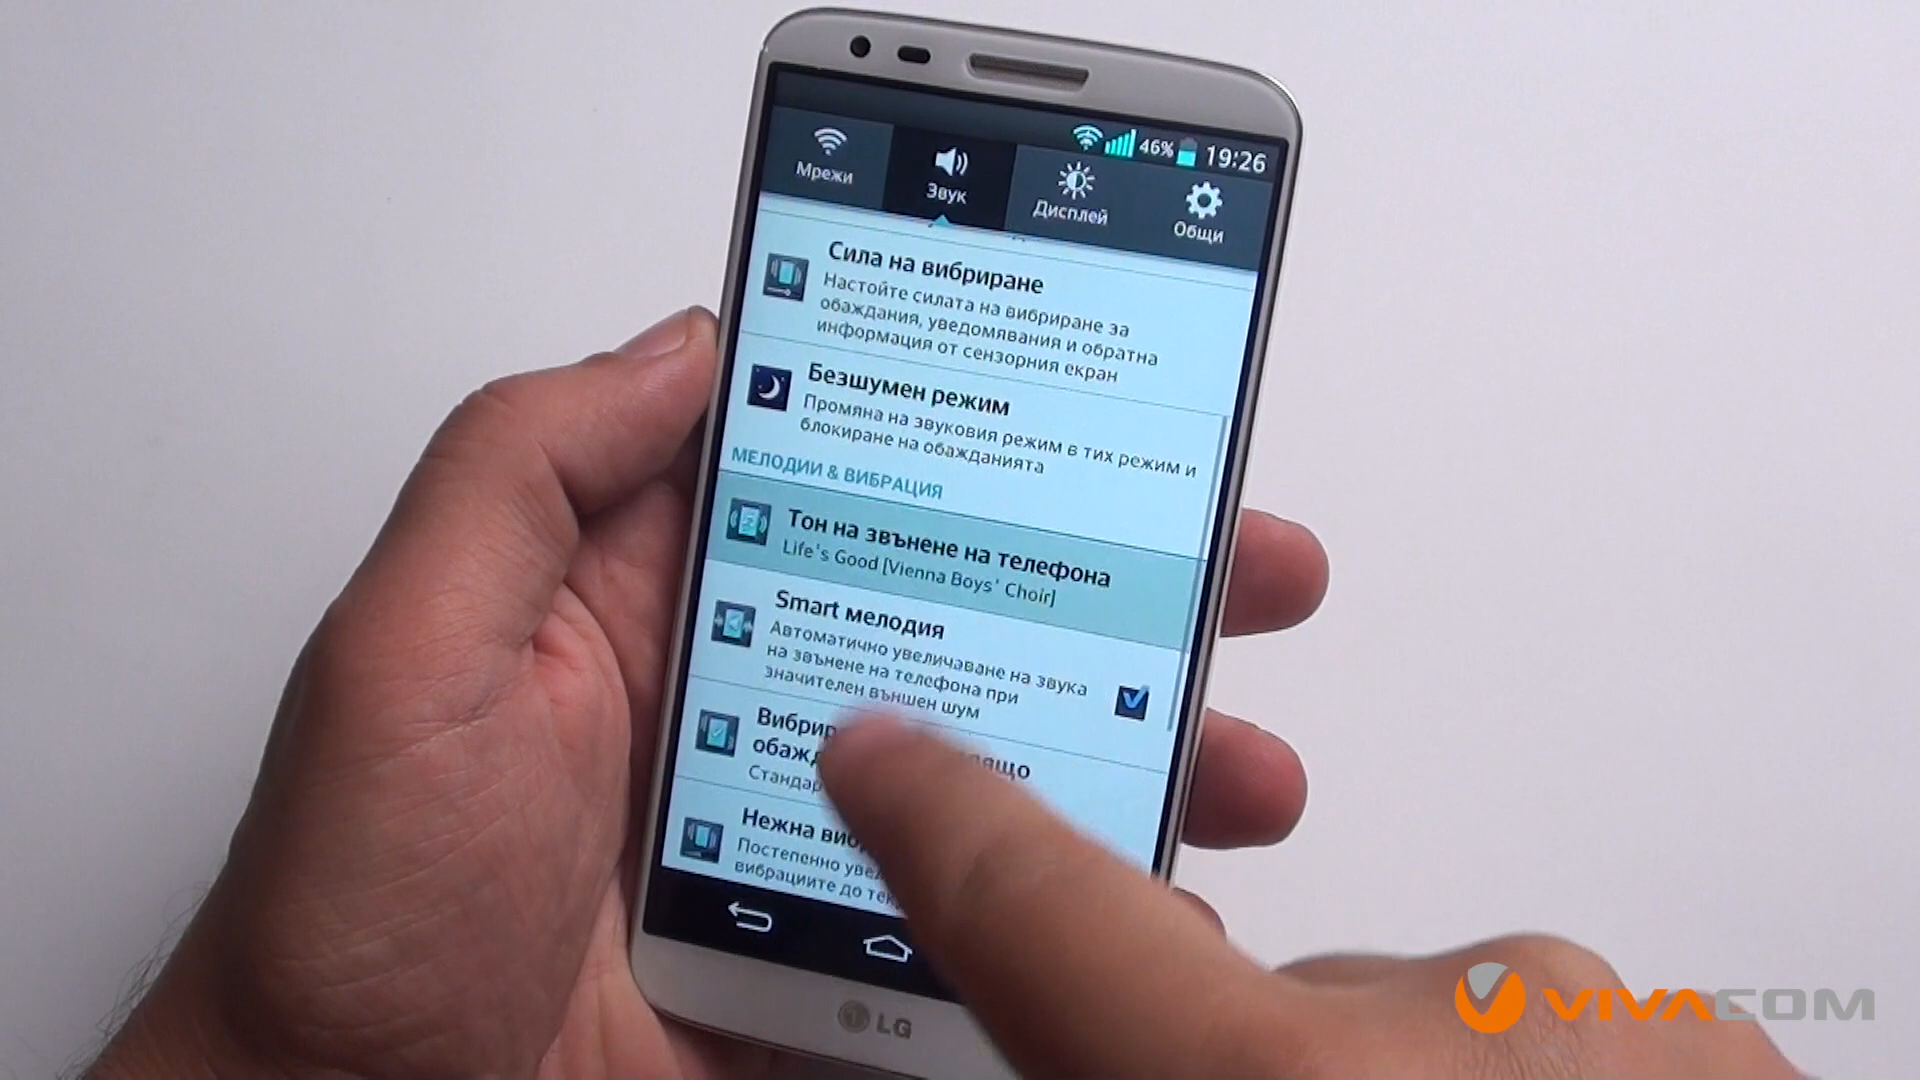 46% 19:26
Мрежи
Звук
Дисплей
Общи
Сила на вибриране
Настойте силата на вибриране за
обаждания, уведомявания и обратна
информация от сензорния екран
Безшумен режим
Промяна на звуковия режим в тих режим и
блокиране на обажданията
МЕЛОДИИ & ВИБРАЦИЯ
Тон на звънене на телефона
Life's Good [Vienna Boys' Choir]
Smart мелодия
Автоматично увеличаване на звука
на звънене на телефона при
значителен външен шум
Нежна
Постепенно
вибрациите до
LG
VIVACOM